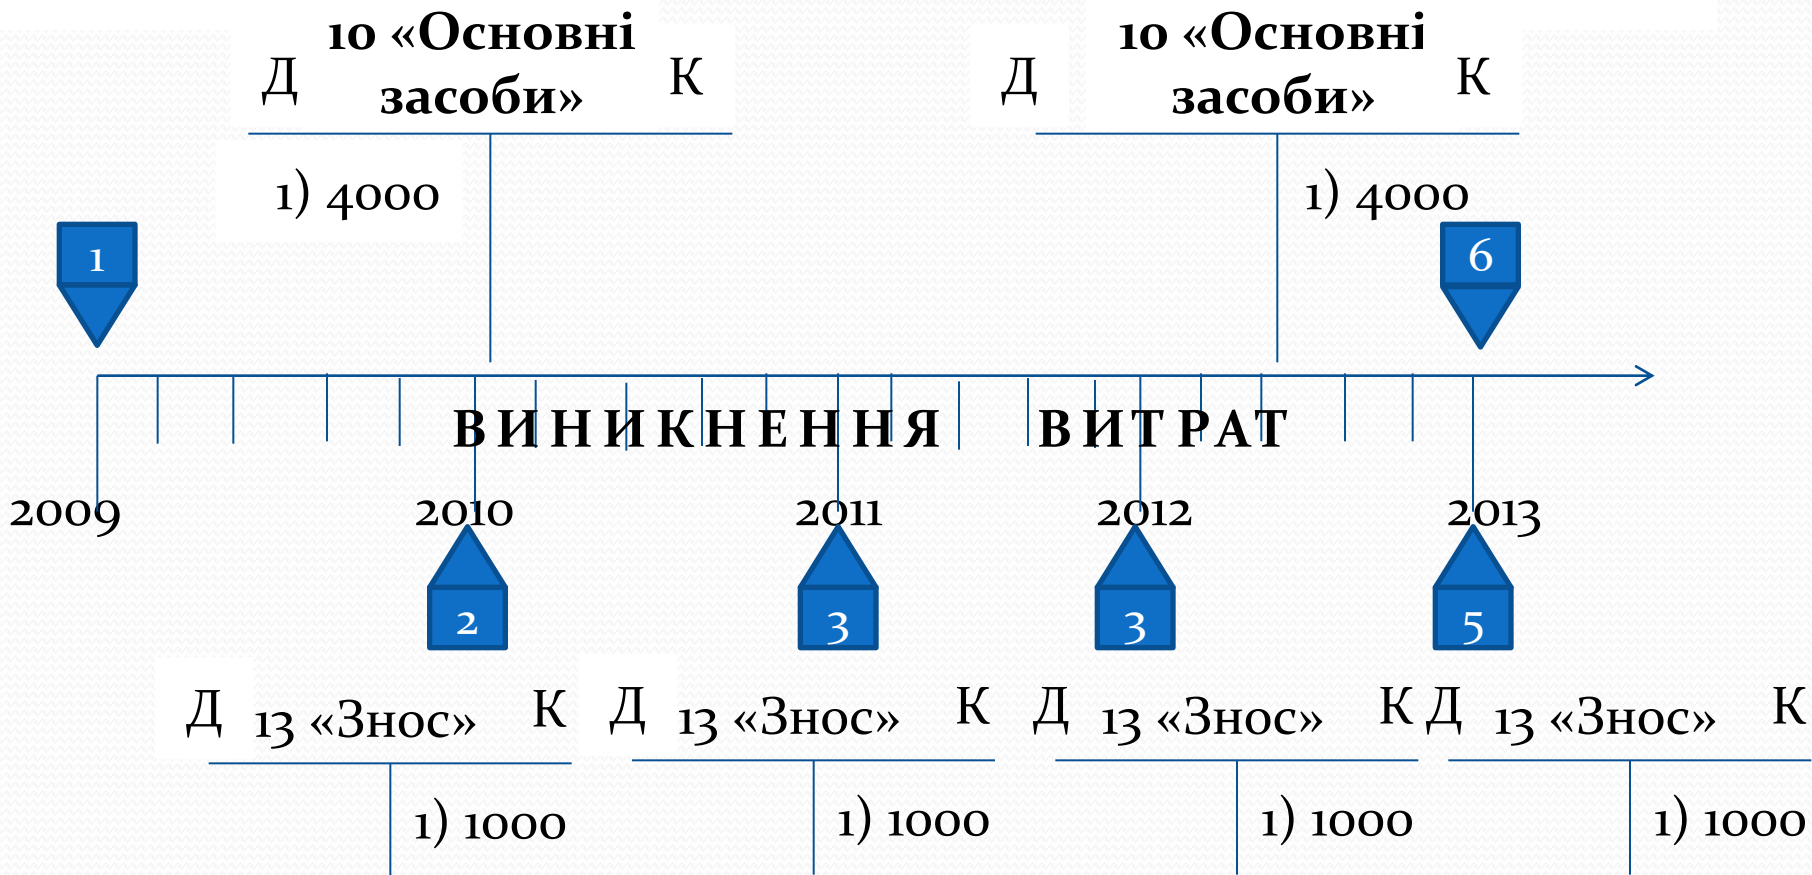 10 «Основні
засоби»
Д
К
1) 4000
10 «Основні
засоби»
Д
К
1) 4000
1
6
ВИНИКНЕННЯ ВИТРАТ
2009
2010
2011
2012
2013
2
3
3
5
Д 13 «Знос» К
1) 1000
Д 13 «Знос» К
1) 1000
Д 13 «Знос» К
1) 1000
Д 13 «Знос» К
1) 1000